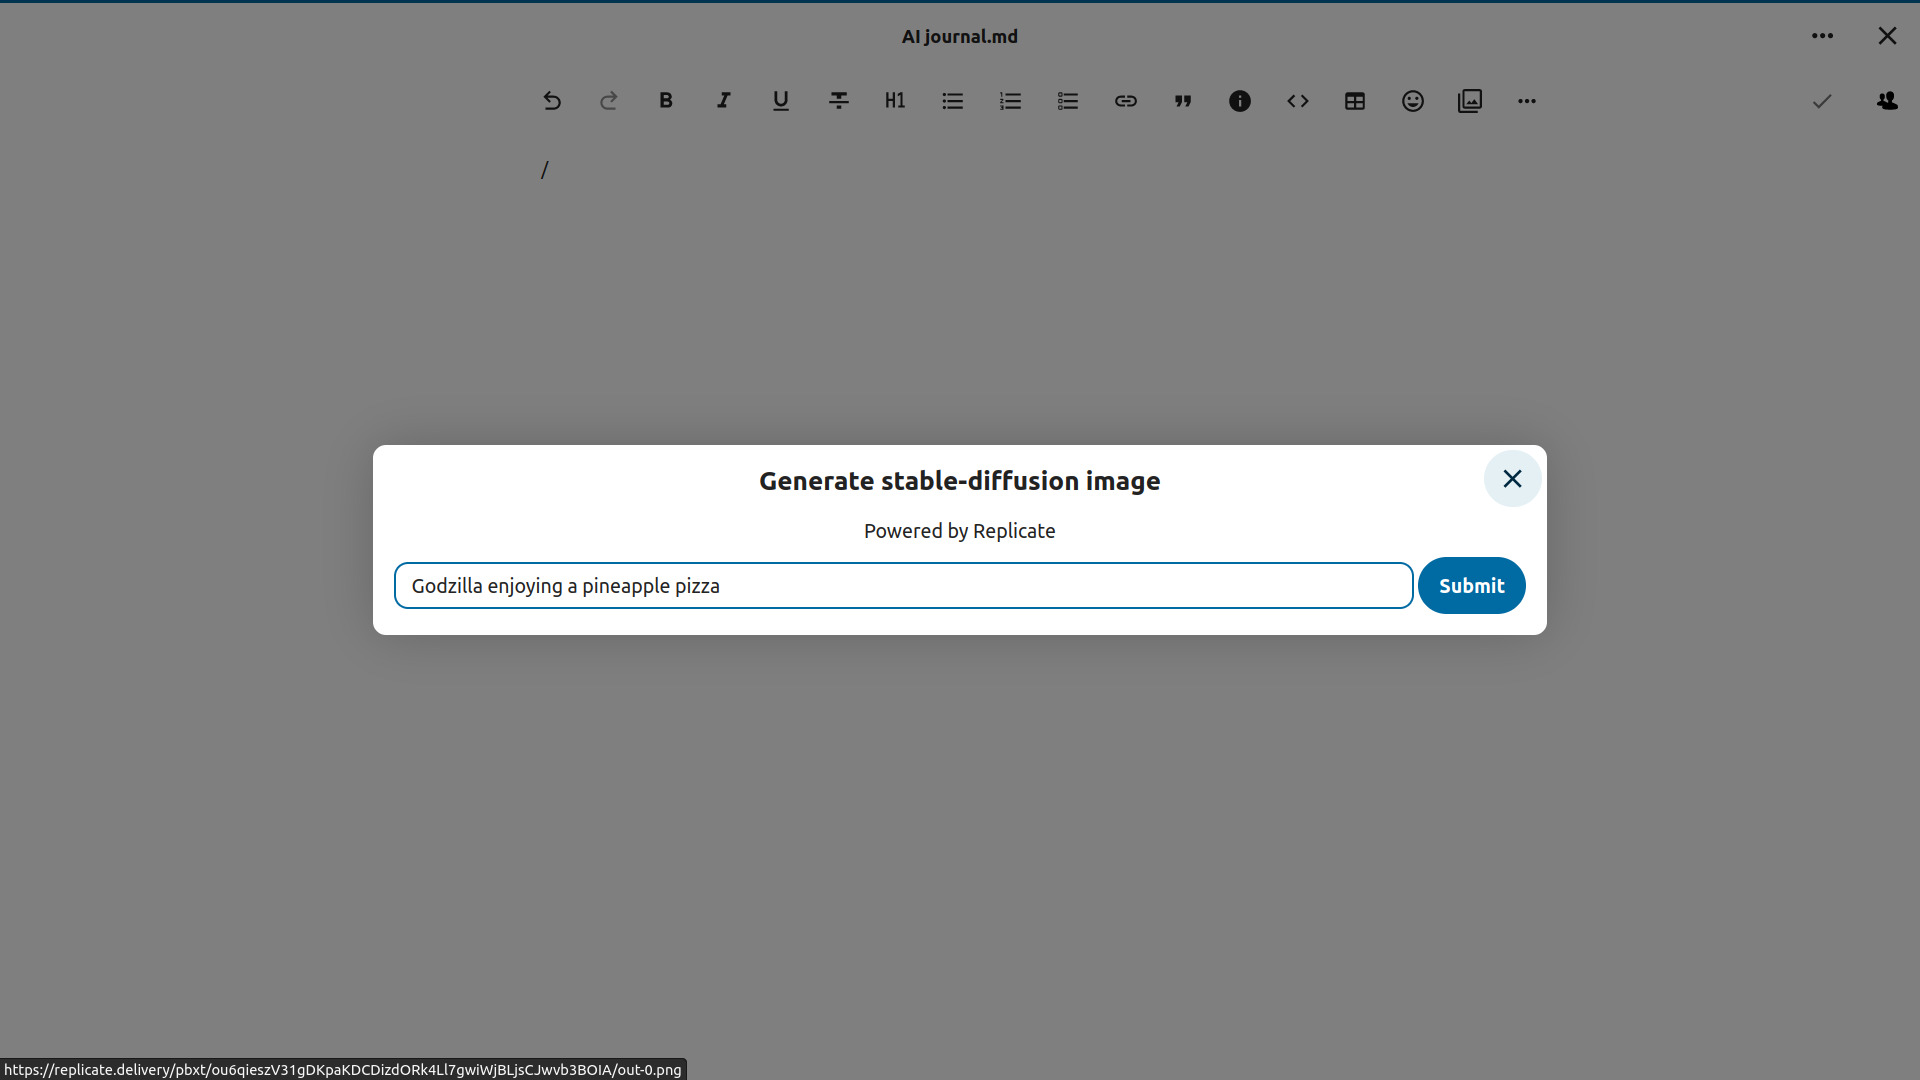 AI journal.md
B I U H1
/
Generate stable-diffusion image
Powered by Replicate
Godzilla enjoying a pineapple pizza
Submit
https://replicate.delivery/pbxt/ou6qieszV31gDKpaKDCDizdORk4Ll7gwiWjBLjsCJwvb3BOIA/out-0.png